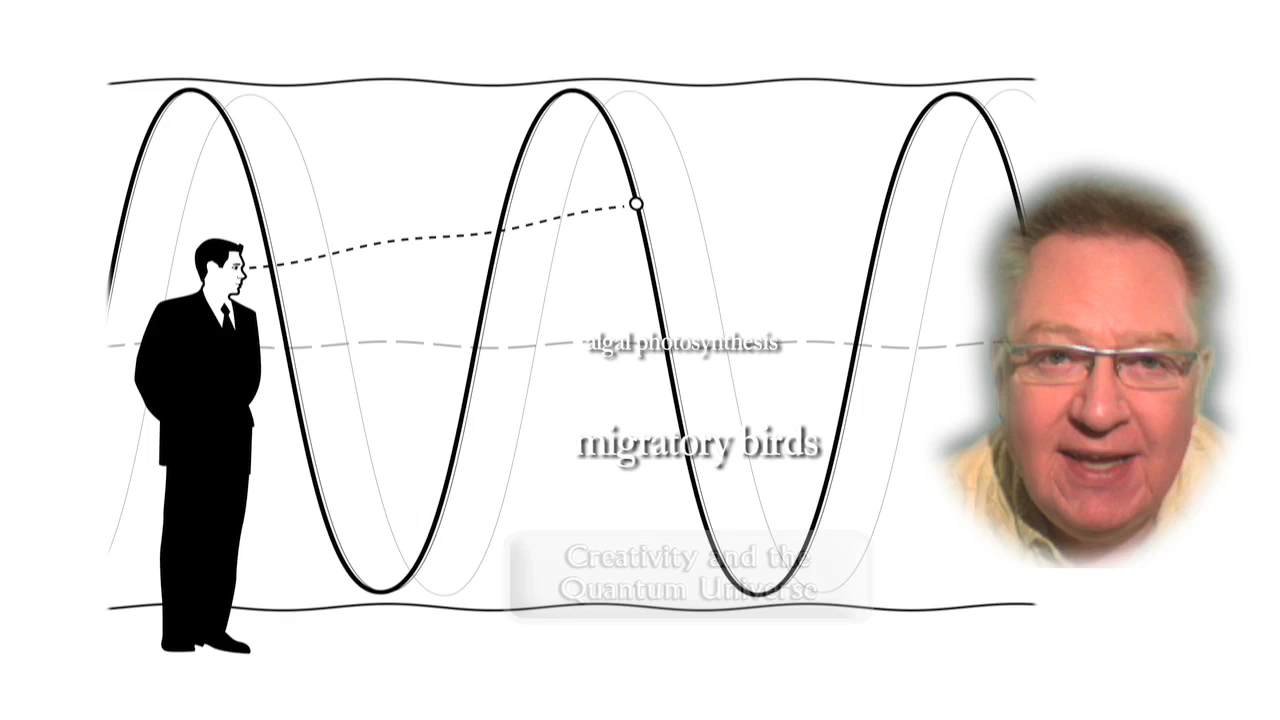 algal photosynthesis
migratory birds
Creativity and the
Quantum Universe